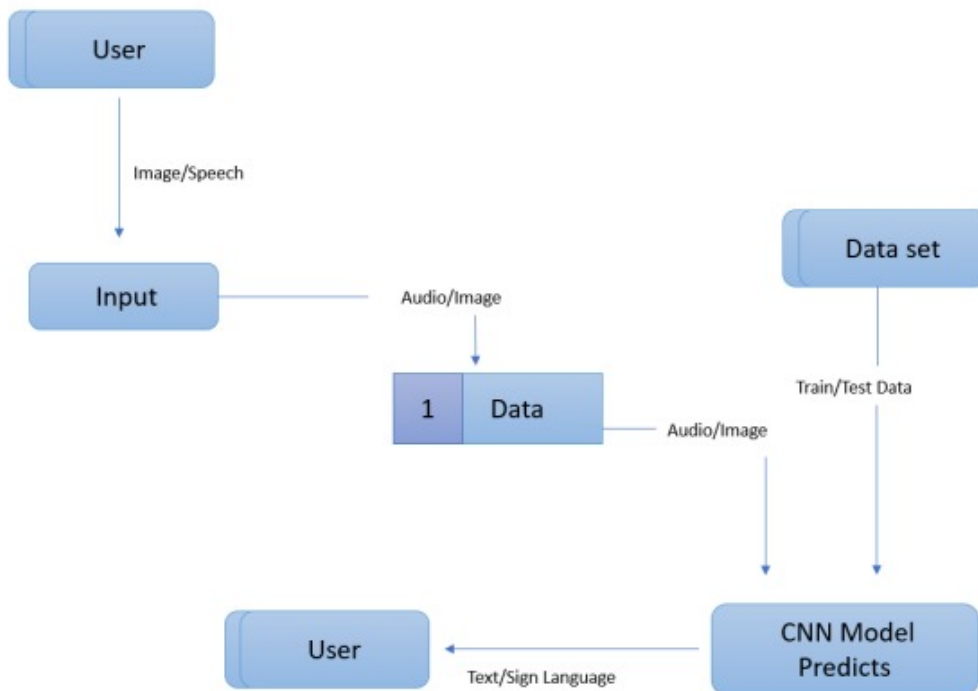 User
Image/Speech
Data set
Input
Audio/Image
Train/Test Data
1 Data
Audio/Image
CNN Model
Predicts
User
Text/Sign Language